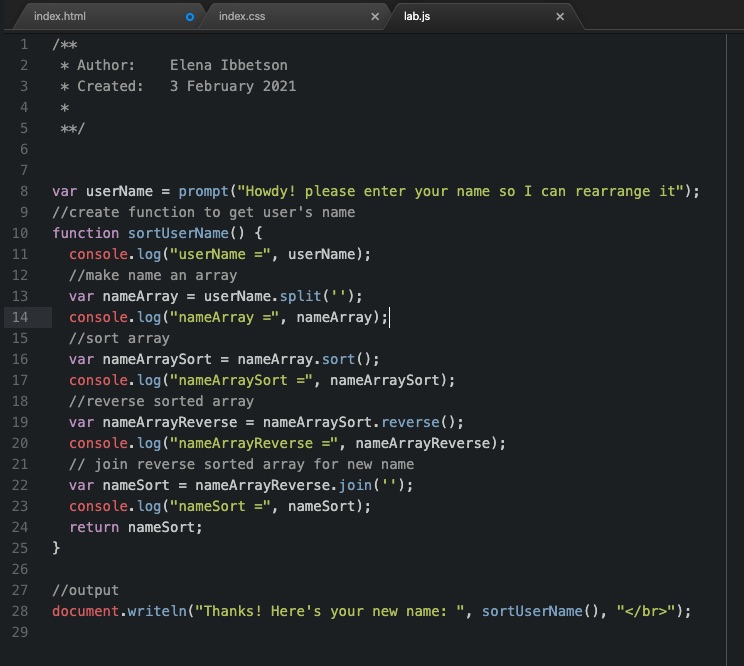 index.html index.css lab.js
1 /**
2  * Author:    Elena Ibbetson
3  * Created:   3 February 2021
4  *
5  **/
6
7
8 var userName = prompt("Howdy! please enter your name so I can rearrange it");
9 //create function to get user's name
10 function sortUserName() {
11   console.log("userName =", userName);
12   //make name an array
13   var nameArray = userName.split('');
14   console.log("nameArray =", nameArray);
15   //sort array
16   var nameArraySort = nameArray.sort();
17   console.log("nameArraySort =", nameArraySort);
18   //reverse sorted array
19   var nameArrayReverse = nameArraySort.reverse();
20   console.log("nameArrayReverse =", nameArrayReverse);
21   // join reverse sorted array for new name
22   var nameSort = nameArrayReverse.join('');
23   console.log("nameSort =", nameSort);
24   return nameSort;
25 }
26
27 //output
28 document.writeln("Thanks! Here's your new name: ", sortUserName(), "</br>");
29